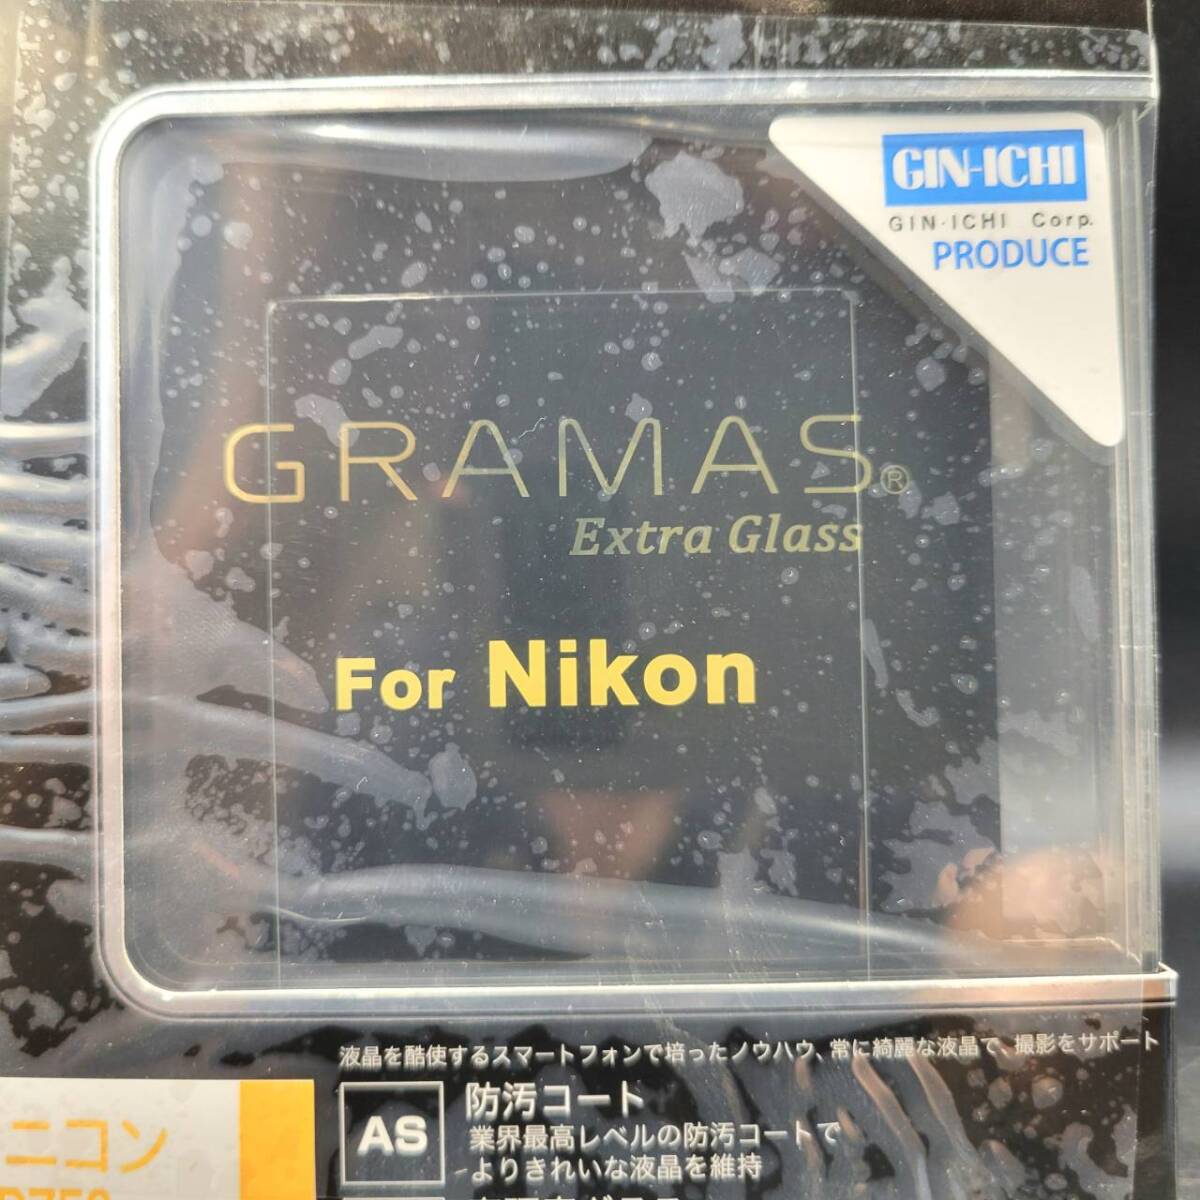 GIN-ICHI
GIN·ICHI Corp.
PRODUCE
GRAMAS®
Extra Glass
For Nikon
液晶を酷使するスマートフォンで培ったノウハウ、常に綺麗な液晶で、撮影をサポート
AS
防汚コート
業界最高レベルの防汚コートで
よりきれいな液晶を維持
ニコン
D750